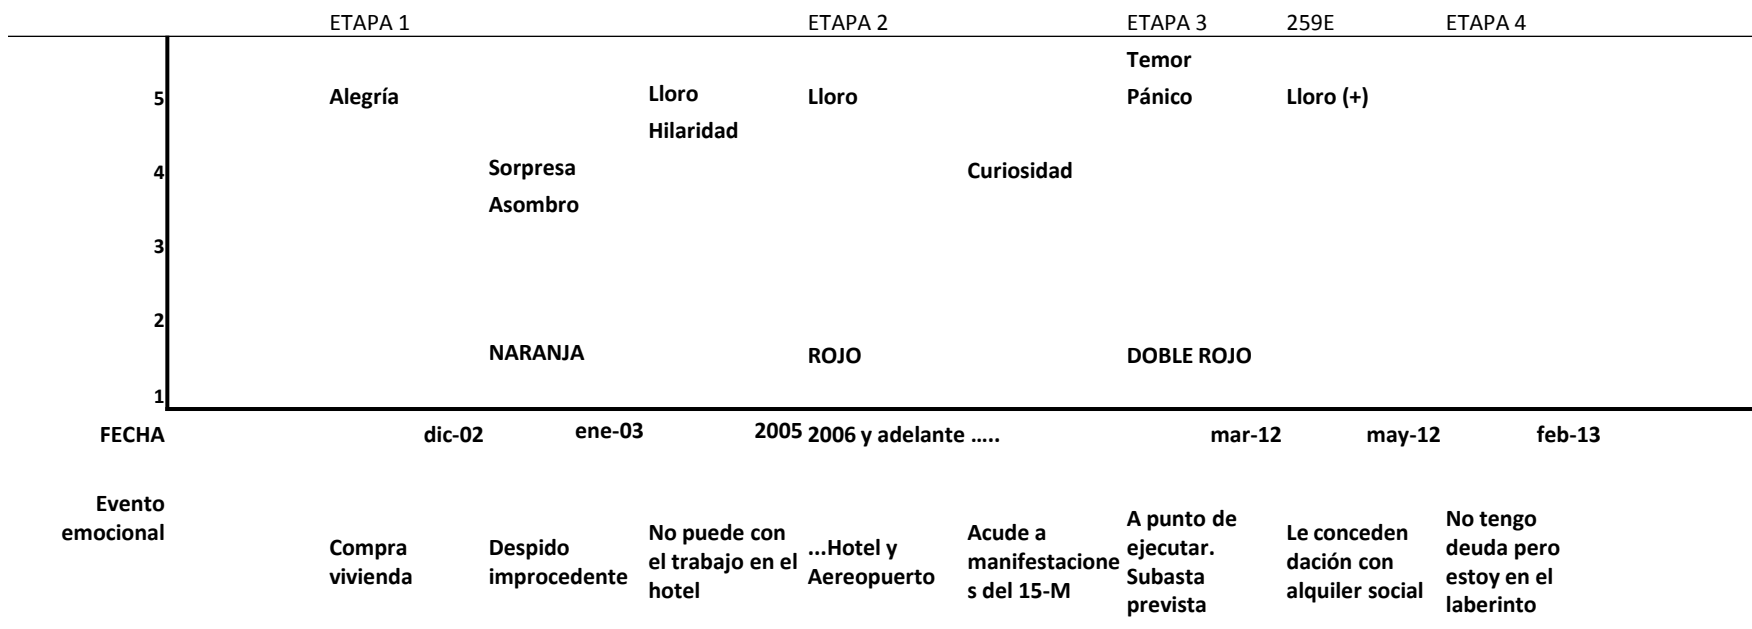 ETAPA 1 ETAPA 2 ETAPA 3 259E ETAPA 4
Temor
5 Alegría Lloro Lloro Pánico Lloro (+)
Hilaridad
4 Sorpresa Curiosidad
Asombro
3
2
NARANJA ROJO DOBLE ROJO
1
FECHA dic-02 ene-03 2005 2006 y adelante ….. mar-12 may-12 feb-13
Evento
emocional
Compra
vivienda
Despido
improcedente
No puede con
el trabajo en el
hotel
...Hotel y
Aereopuerto
Acude a
manifestacione
s del 15-M
A punto de
ejecutar.
Subasta
prevista
Le conceden
dación con
alquiler social
No tengo
deuda pero
estoy en el
laberinto